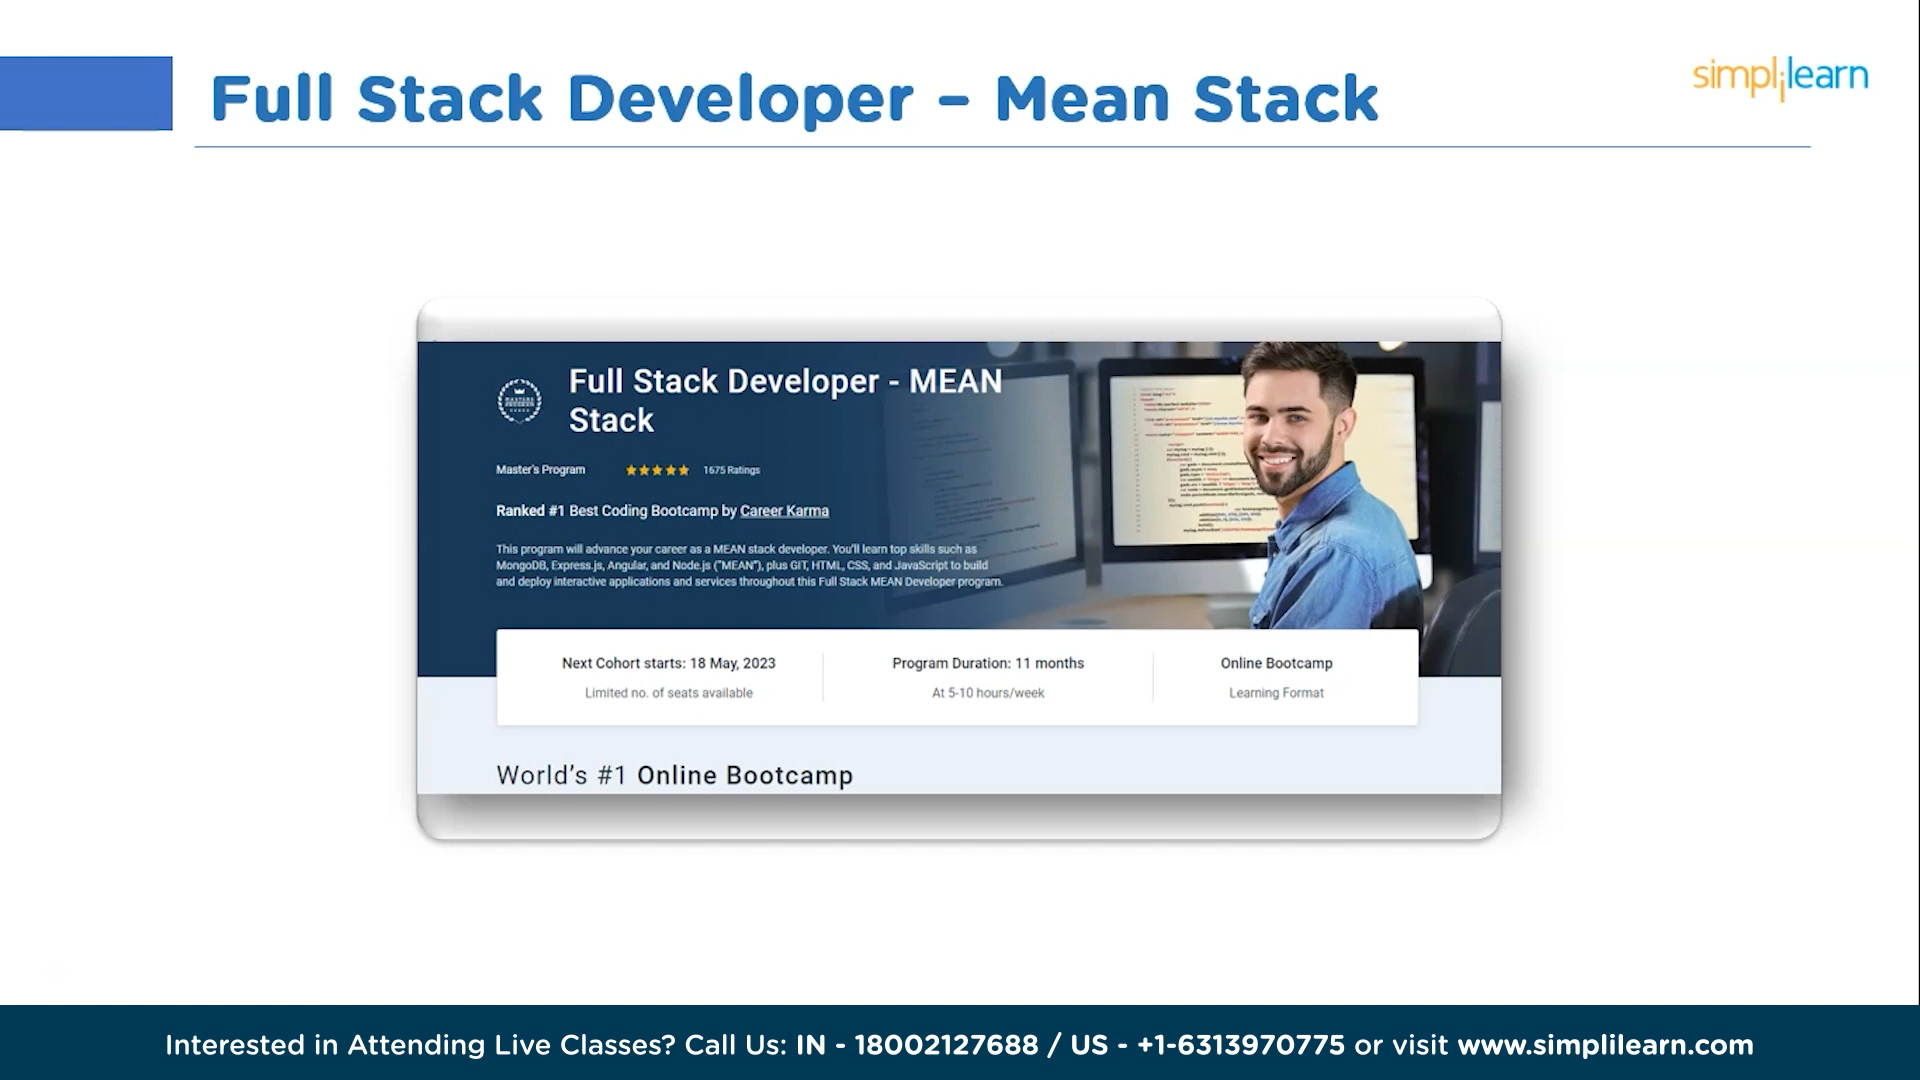 Full Stack Developer – Mean Stack
simplilearn
Full Stack Developer - MEAN
Stack
MASTERS
PROGRAM
Master's Program
1675 Ratings
Ranked #1 Best Coding Bootcamp by Career Karma
This program will advance your career as a MEAN stack developer. You'll learn top skills such as
MongoDB, Express.js, Angular, and Node.js ("MEAN"), plus GIT, HTML, CSS, and JavaScript to build
and deploy interactive applications and services throughout this Full Stack MEAN Developer program.
Next Cohort starts: 18 May, 2023
Limited no. of seats available
Program Duration: 11 months
At 5-10 hours/week
Online Bootcamp
Learning Format
World's #1 Online Bootcamp
Interested in Attending Live Classes? Call Us: IN - 18002127688 / US - +1-6313970775 or visit www.simplilearn.com